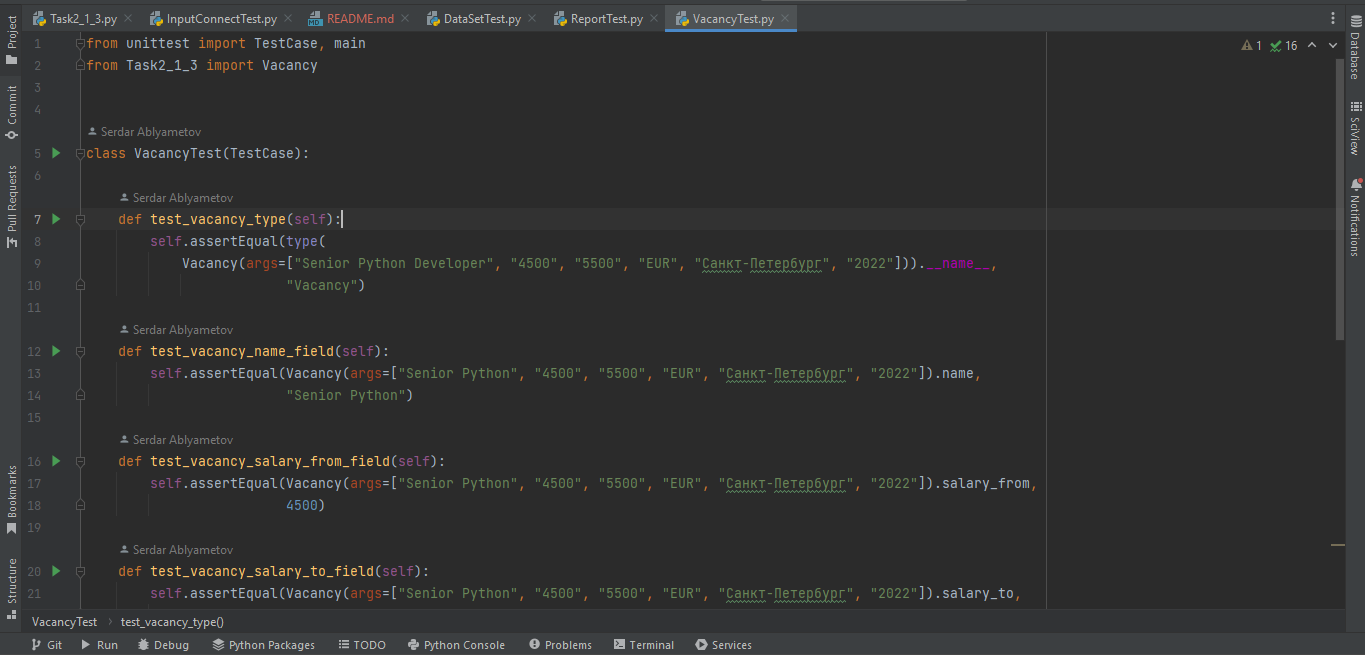 Task2_1_3.py InputConnectTest.py README.md DataSetTest.py ReportTest.py VacancyTest.py
Project
Commit
Pull Requests
Bookmarks
Structure
1 from unittest import TestCase, main
2 from Task2_1_3 import Vacancy
3
4
Serdar Ablyametov
5 class VacancyTest(TestCase):
6
Serdar Ablyametov
7 def test_vacancy_type(self):
8 self.assertEqual(type(
9 Vacancy(args=["Senior Python Developer", "4500", "5500", "EUR", "Санкт-Петербург", "2022"])).__name__,
10 "Vacancy")
11
Serdar Ablyametov
12 def test_vacancy_name_field(self):
13 self.assertEqual(Vacancy(args=["Senior Python", "4500", "5500", "EUR", "Санкт-Петербург", "2022"]).name,
14 "Senior Python")
15
Serdar Ablyametov
16 def test_vacancy_salary_from_field(self):
17 self.assertEqual(Vacancy(args=["Senior Python", "4500", "5500", "EUR", "Санкт-Петербург", "2022"]).salary_from,
18 4500)
19
Serdar Ablyametov
20 def test_vacancy_salary_to_field(self):
21 self.assertEqual(Vacancy(args=["Senior Python", "4500", "5500", "EUR", "Санкт-Петербург", "2022"]).salary_to,
1 16
Database
SciView
Notifications
VacancyTest test_vacancy_type()
Git Run Debug Python Packages TODO Python Console Problems Terminal Services